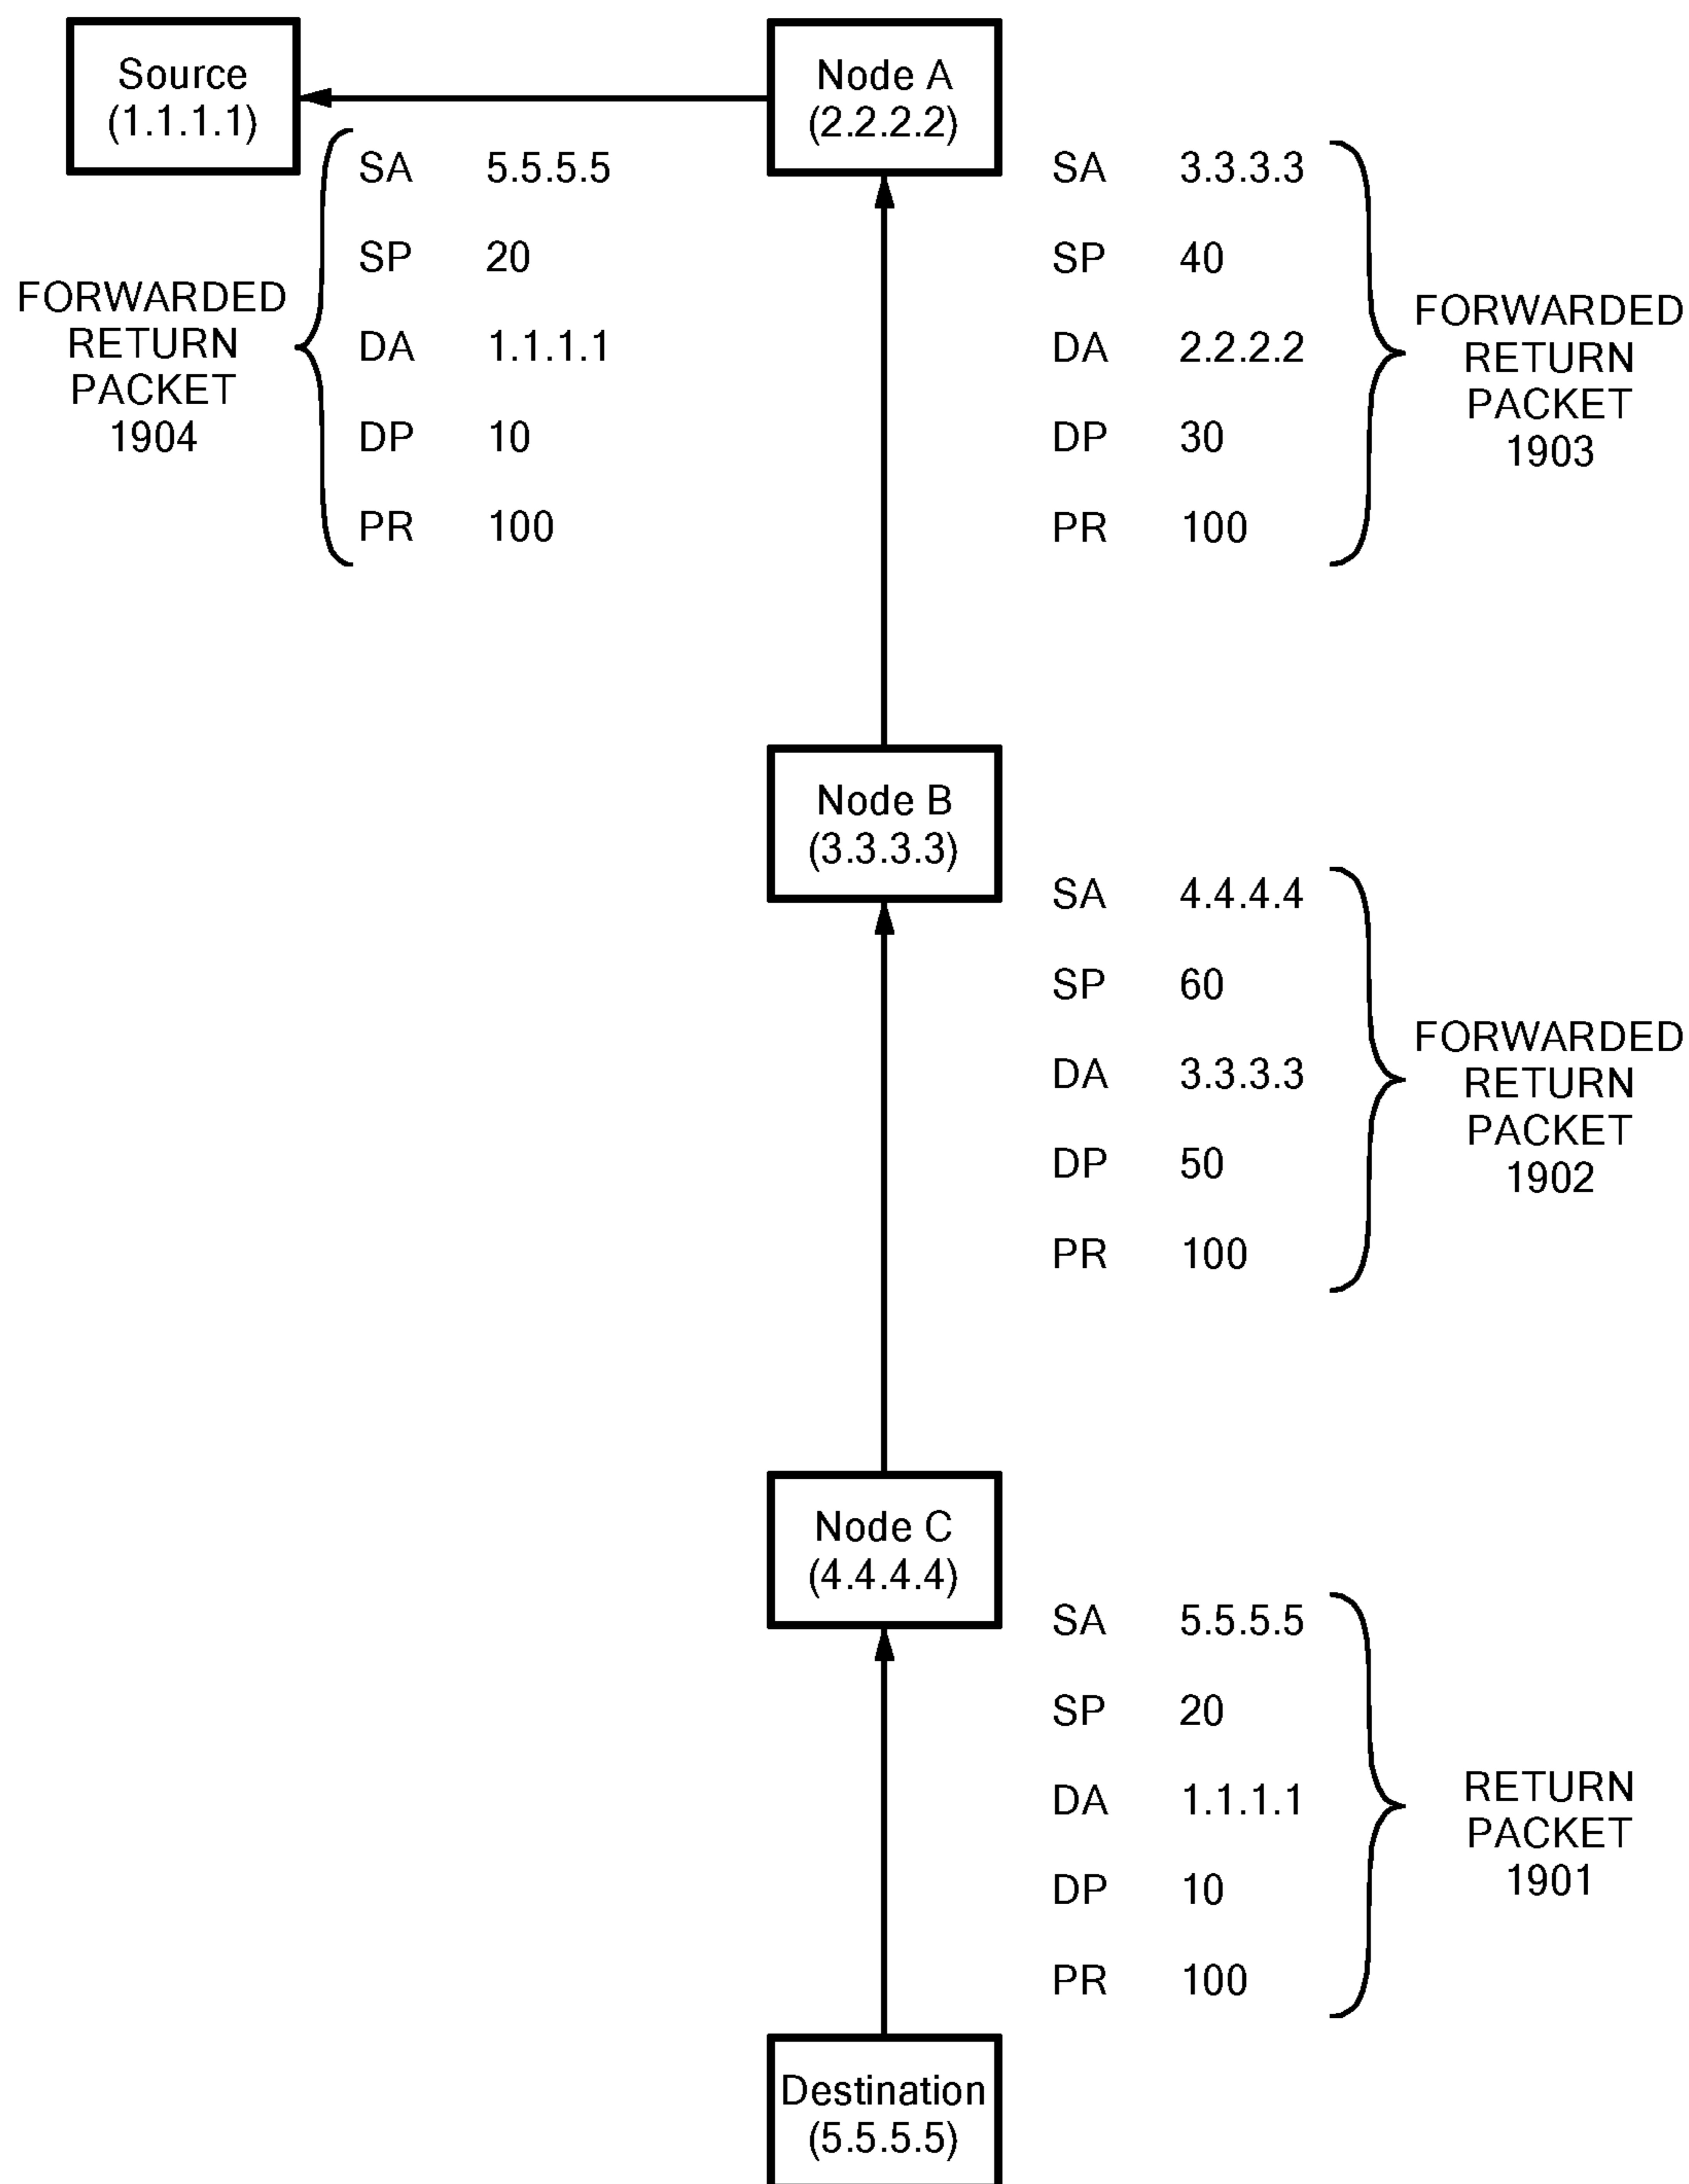 Source
(1.1.1.1)
Node A
(2.2.2.2)
SA 5.5.5.5
SP 20
DA 1.1.1.1
DP 10
PR 100
FORWARDED
RETURN
PACKET
1904
SA 3.3.3.3
SP 40
DA 2.2.2.2
DP 30
PR 100
FORWARDED
RETURN
PACKET
1903
Node B
(3.3.3.3)
SA 4.4.4.4
SP 60
DA 3.3.3.3
DP 50
PR 100
FORWARDED
RETURN
PACKET
1902
Node C
(4.4.4.4)
SA 5.5.5.5
SP 20
DA 1.1.1.1
DP 10
PR 100
RETURN
PACKET
1901
Destination
(5.5.5.5)